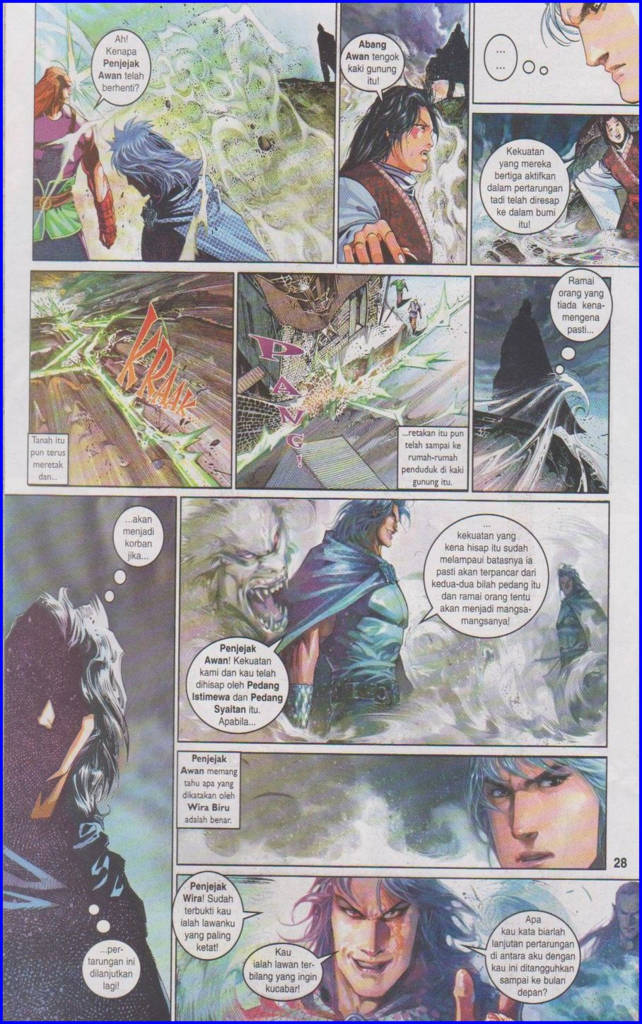 Ah!
Kenapa
Penjejak
Awan telah
berhenti?
Abang
Awan tengok
kaki gunung
itu!
...
...
Kekuatan
yang mereka
bertiga aktifkan
dalam pertarungan
tadi telah diresap
ke dalam bumi
itu!
KRAAK
Tanah itu
pun terus
meretak
dan...
PANG!
...retakan itu pun
telah sampai ke
rumah-rumah
penduduk di kaki
gunung itu.
Ramai
orang yang
tiada kena-
mengena
pasti...
...akan
menjadi
korban
jika...
...per-
tarungan ini
dilanjutkan
lagi!
Penjejak
Awan! Kekuatan
kami dan kau telah
dihisap oleh Pedang
Istimewa dan Pedang
Syaitan itu.
Apabila...
...
kekuatan yang
kena hisap itu sudah
melampaui batasnya ia
pasti akan terpancar dari
kedua-dua bilah pedang itu
dan ramai orang tentu
akan menjadi mangsa-
mangsanya!
Penjejak
Awan memang
tahu apa yang
dikatakan oleh
Wira Biru
adalah benar.
28
Penjejak
Wira! Sudah
terbukti kau
ialah lawanku
yang paling
ketat!
Kau
ialah lawan ter-
bilang yang ingin
kucabar!
Apa
kau kata biarlah
lanjutan pertarungan
di antara aku dengan
kau ini ditangguhkan
sampai ke bulan
depan?